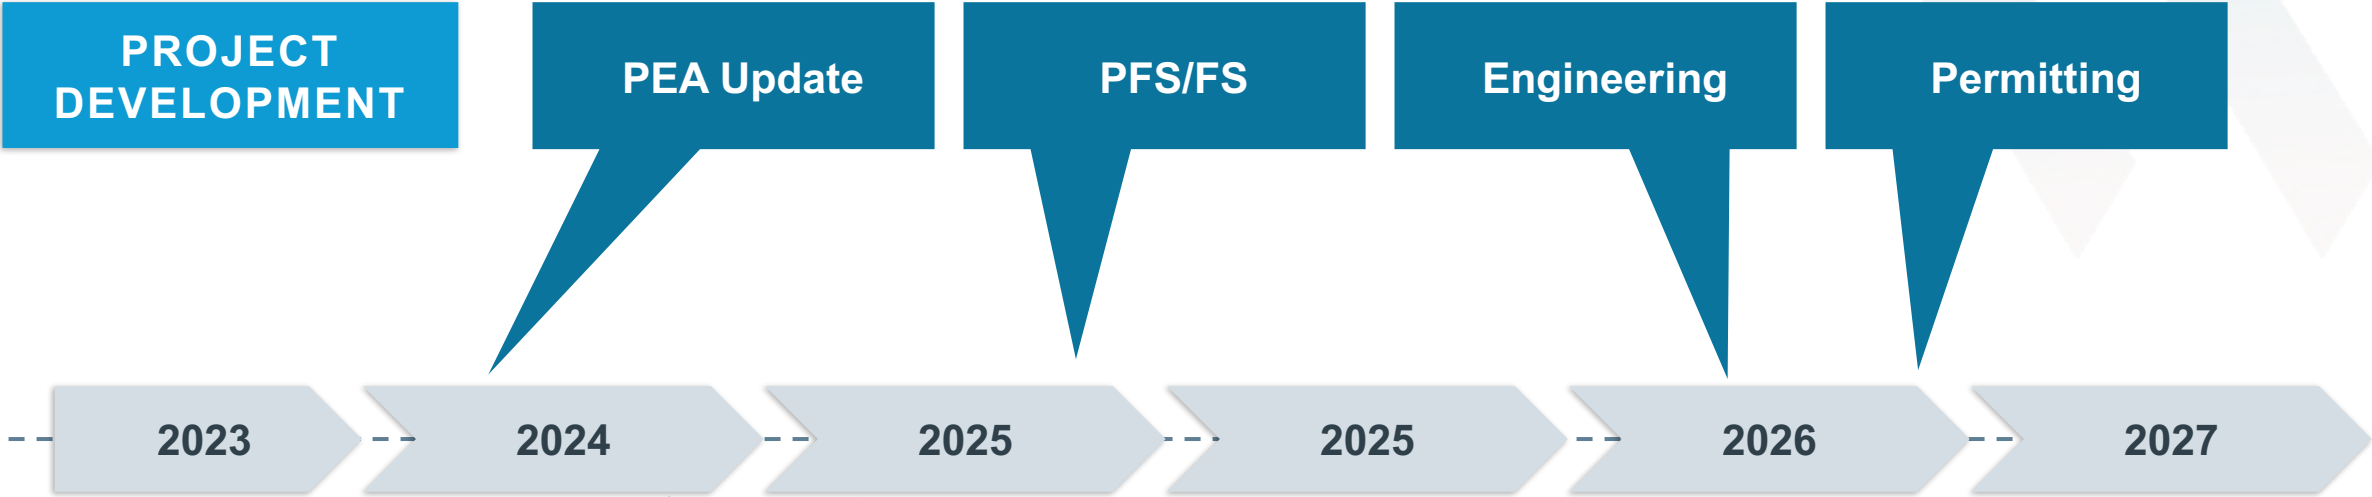 PROJECT
DEVELOPMENT
PEA Update
PFS/FS
Engineering
Permitting
2023
2024
2025
2025
2026
2027